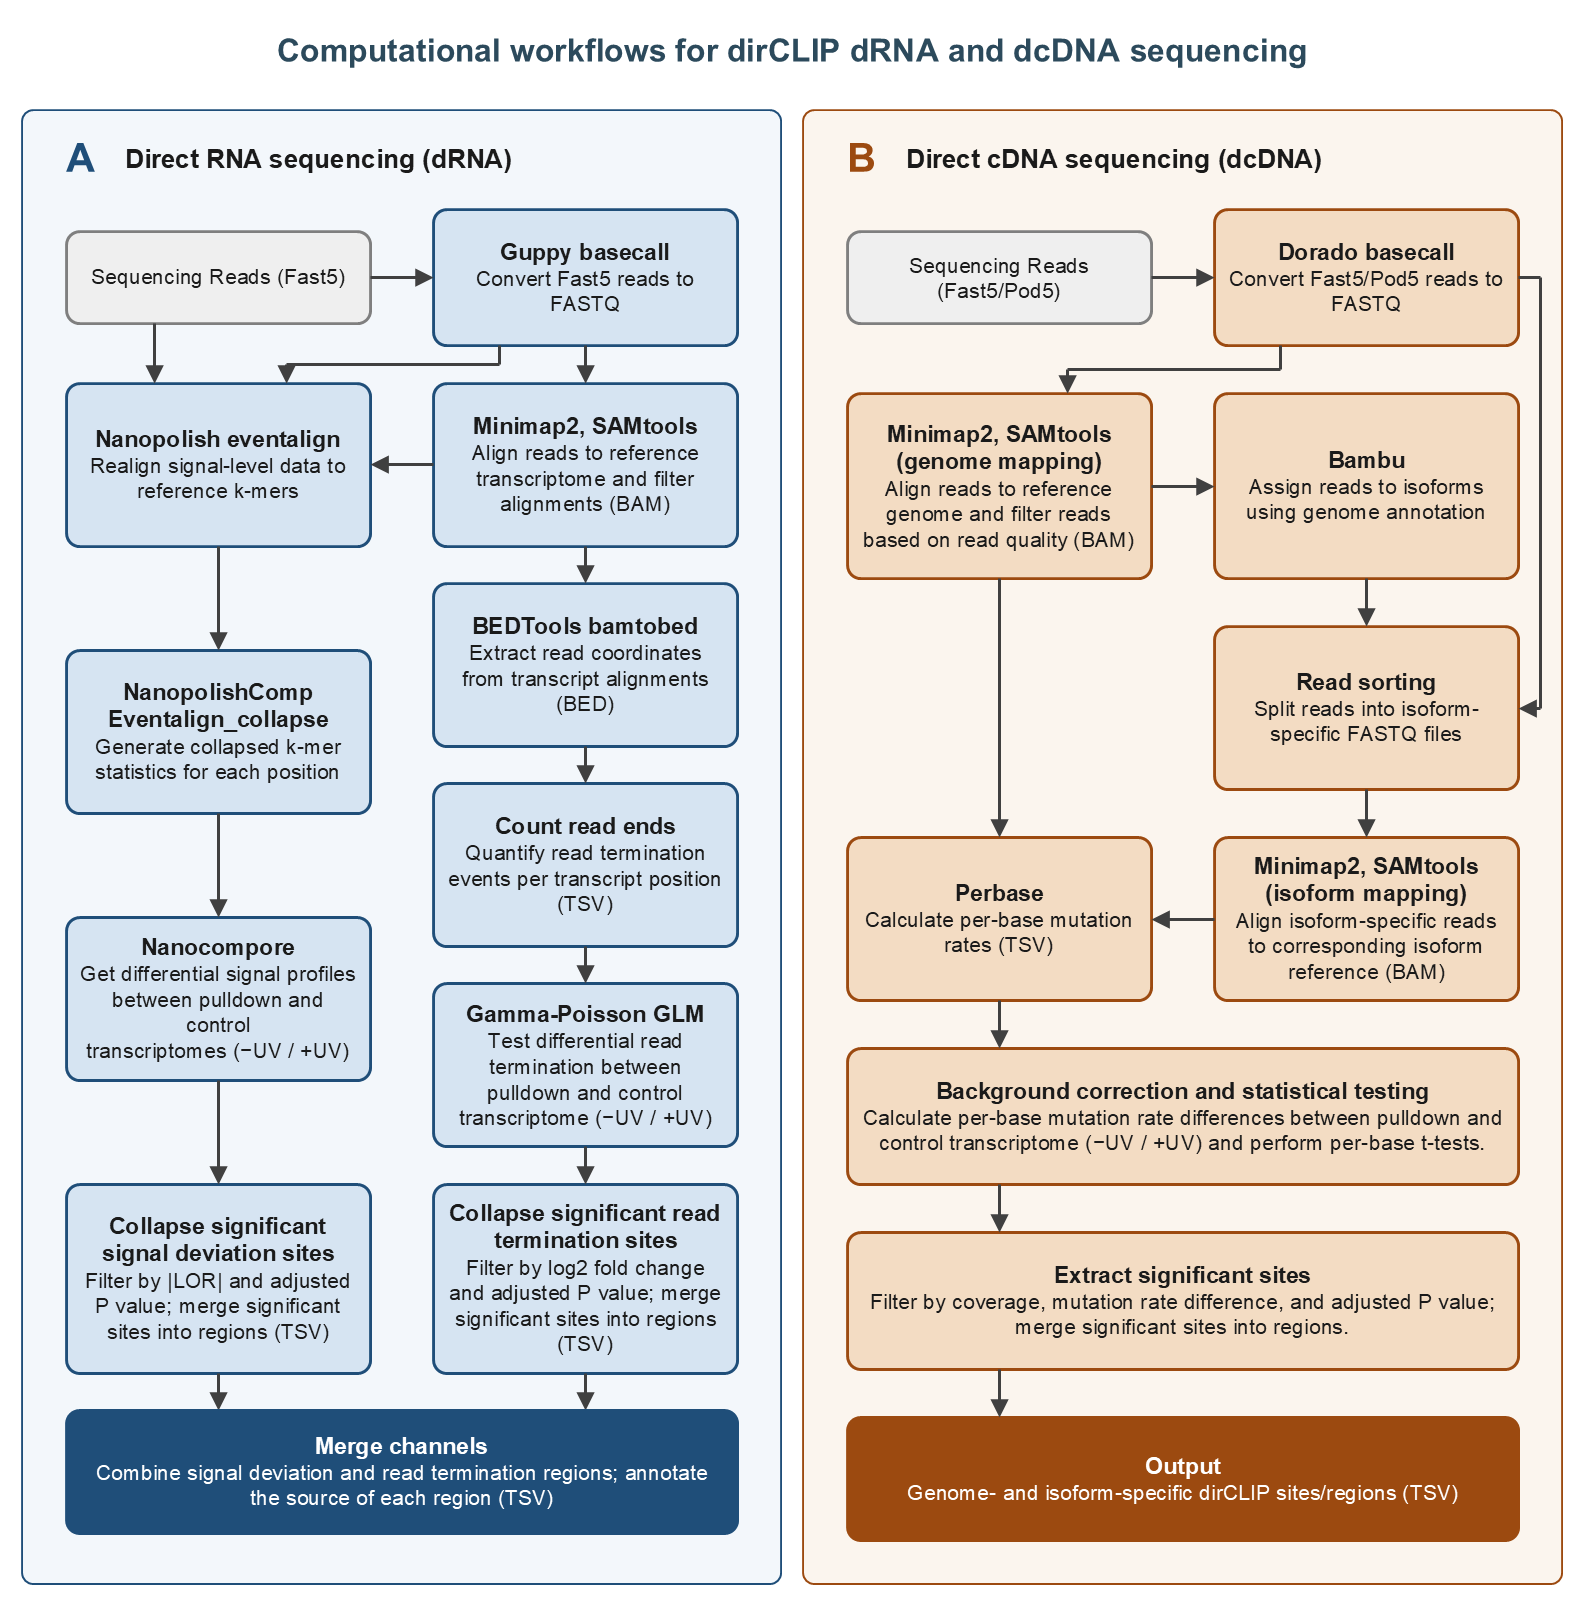 Computational workflows for dirCLIP dRNA and dcDNA sequencing
A Direct RNA sequencing (dRNA)
Sequencing Reads (Fast5)
Guppy basecall
Convert Fast5 reads to
FASTQ
Nanopolish eventalign
Realign signal-level data to
reference k-mers
Minimap2, SAMtools
Align reads to reference
transcriptome and filter
alignments (BAM)
BEDTools bamtobed
Extract read coordinates
from transcript alignments
(BED)
NanopolishComp
Eventalign_collapse
Generate collapsed k-mer
statistics for each position
Count read ends
Quantify read termination
events per transcript position
(TSV)
Nanocompore
Get differential signal profiles
between pulldown and
control
transcriptomes (−UV / +UV)
Gamma-Poisson GLM
Test differential read
termination between
pulldown and control
transcriptome (−UV / +UV)
Collapse significant
signal deviation sites
Filter by |LOR| and adjusted
P value; merge significant
sites into regions (TSV)
Collapse significant read
termination sites
Filter by log2 fold change
and adjusted P value; merge
significant sites into regions
(TSV)
Merge channels
Combine signal deviation and read termination regions; annotate
the source of each region (TSV)
B Direct cDNA sequencing (dcDNA)
Sequencing Reads
(Fast5/Pod5)
Dorado basecall
Convert Fast5/Pod5 reads to
FASTQ
Minimap2, SAMtools
(genome mapping)
Align reads to reference
genome and filter reads
based on read quality (BAM)
Bambu
Assign reads to isoforms
using genome annotation
Read sorting
Split reads into isoform-
specific FASTQ files
Perbase
Calculate per-base mutation
rates (TSV)
Minimap2, SAMtools
(isoform mapping)
Align isoform-specific reads
to corresponding isoform
reference (BAM)
Background correction and statistical testing
Calculate per-base mutation rate differences between pulldown and
control transcriptome (−UV / +UV) and perform per-base t-tests.
Extract significant sites
Filter by coverage, mutation rate difference, and adjusted P value;
merge significant sites into regions.
Output
Genome- and isoform-specific dirCLIP sites/regions (TSV)